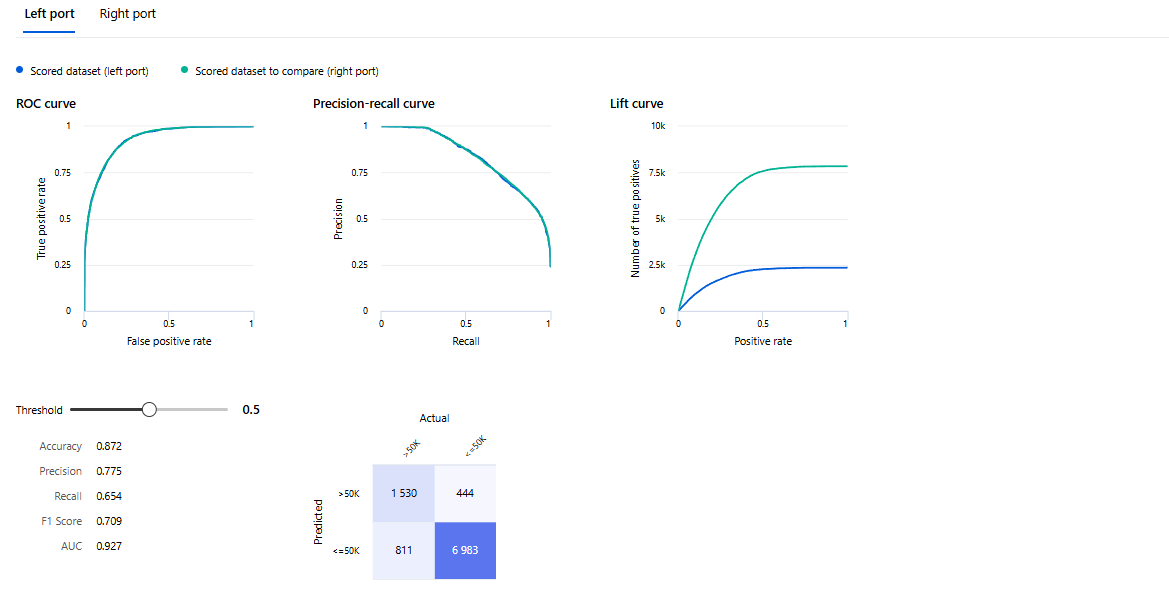 Left port Right port
Scored dataset (left port) Scored dataset to compare (right port)
ROC curve
1
0.75
0.5
0.25
0
0 0.5 1
True positive rate
False positive rate
Precision-recall curve
1
0.75
0.5
0.25
0
0 0.5 1
Precision
Recall
Lift curve
10k
7.5k
5k
2.5k
0
0 0.5 1
Number of true positives
Positive rate
Threshold 0.5
Accuracy 0.872
Precision 0.775
Recall 0.654
F1 Score 0.709
AUC 0.927
Actual
>50K <=50K
Predicted
>50K 1 530 444
<=50K 811 6 983